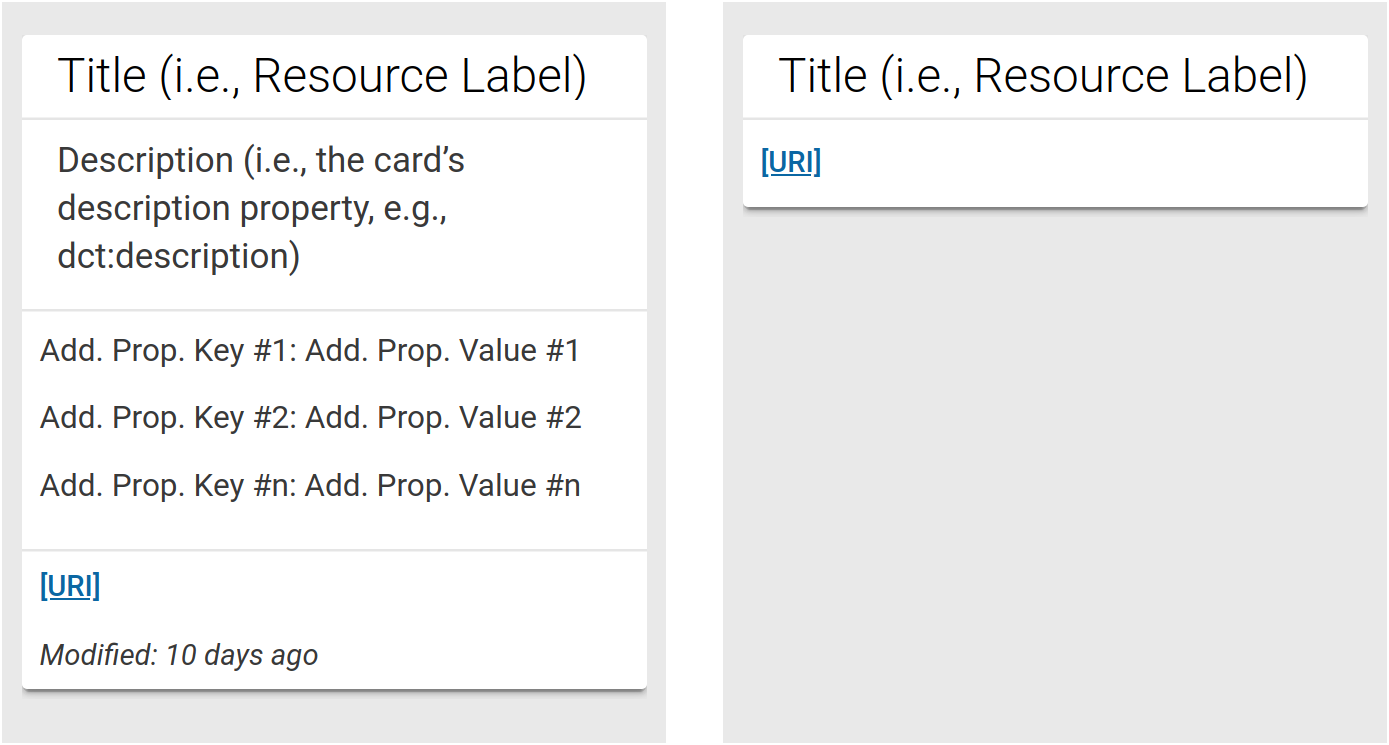 Title (i.e., Resource Label)
Description (i.e., the card’s
description property, e.g.,
dct:description)
Add. Prop. Key #1: Add. Prop. Value #1
Add. Prop. Key #2: Add. Prop. Value #2
Add. Prop. Key #n: Add. Prop. Value #n
[URI]
Modified: 10 days ago
Title (i.e., Resource Label)
[URI]